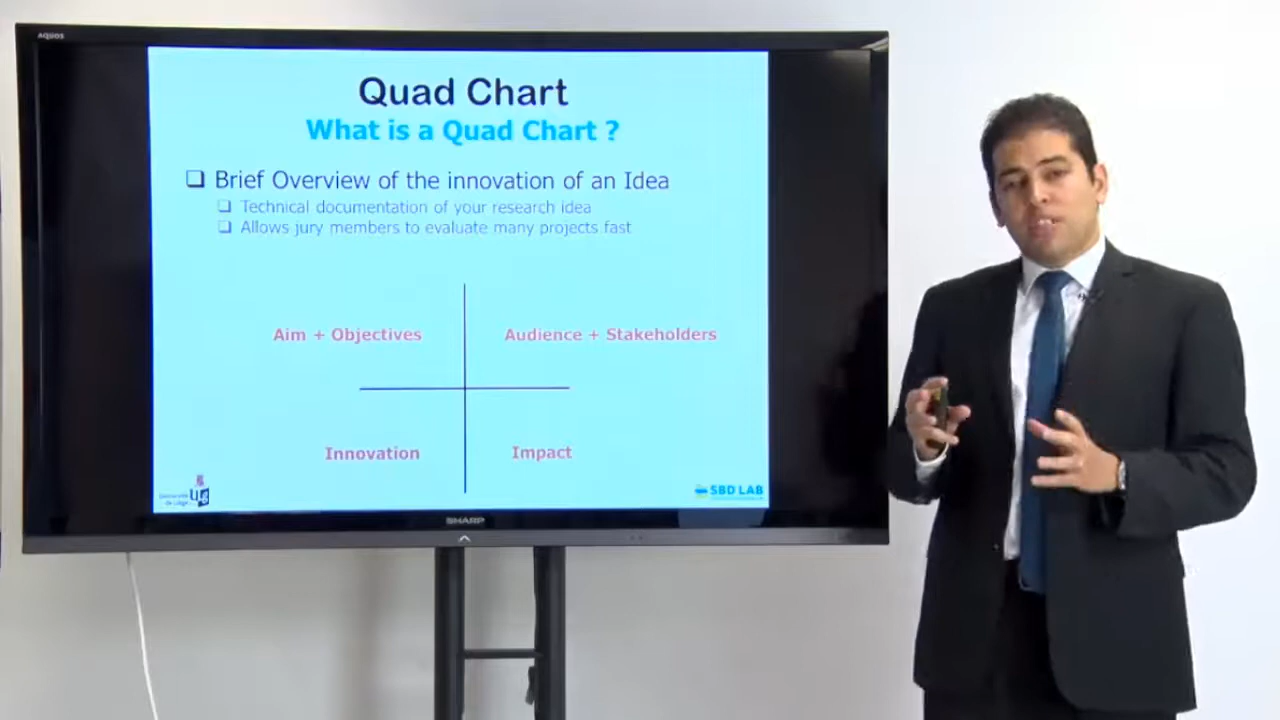 AQUOS
Quad Chart
What is a Quad Chart ?
❑ Brief Overview of the innovation of an Idea
❑ Technical documentation of your research idea
❑ Allows jury members to evaluate many projects fast
Aim + Objectives
Audience + Stakeholders
Innovation
Impact
SBD LAB
SHARP